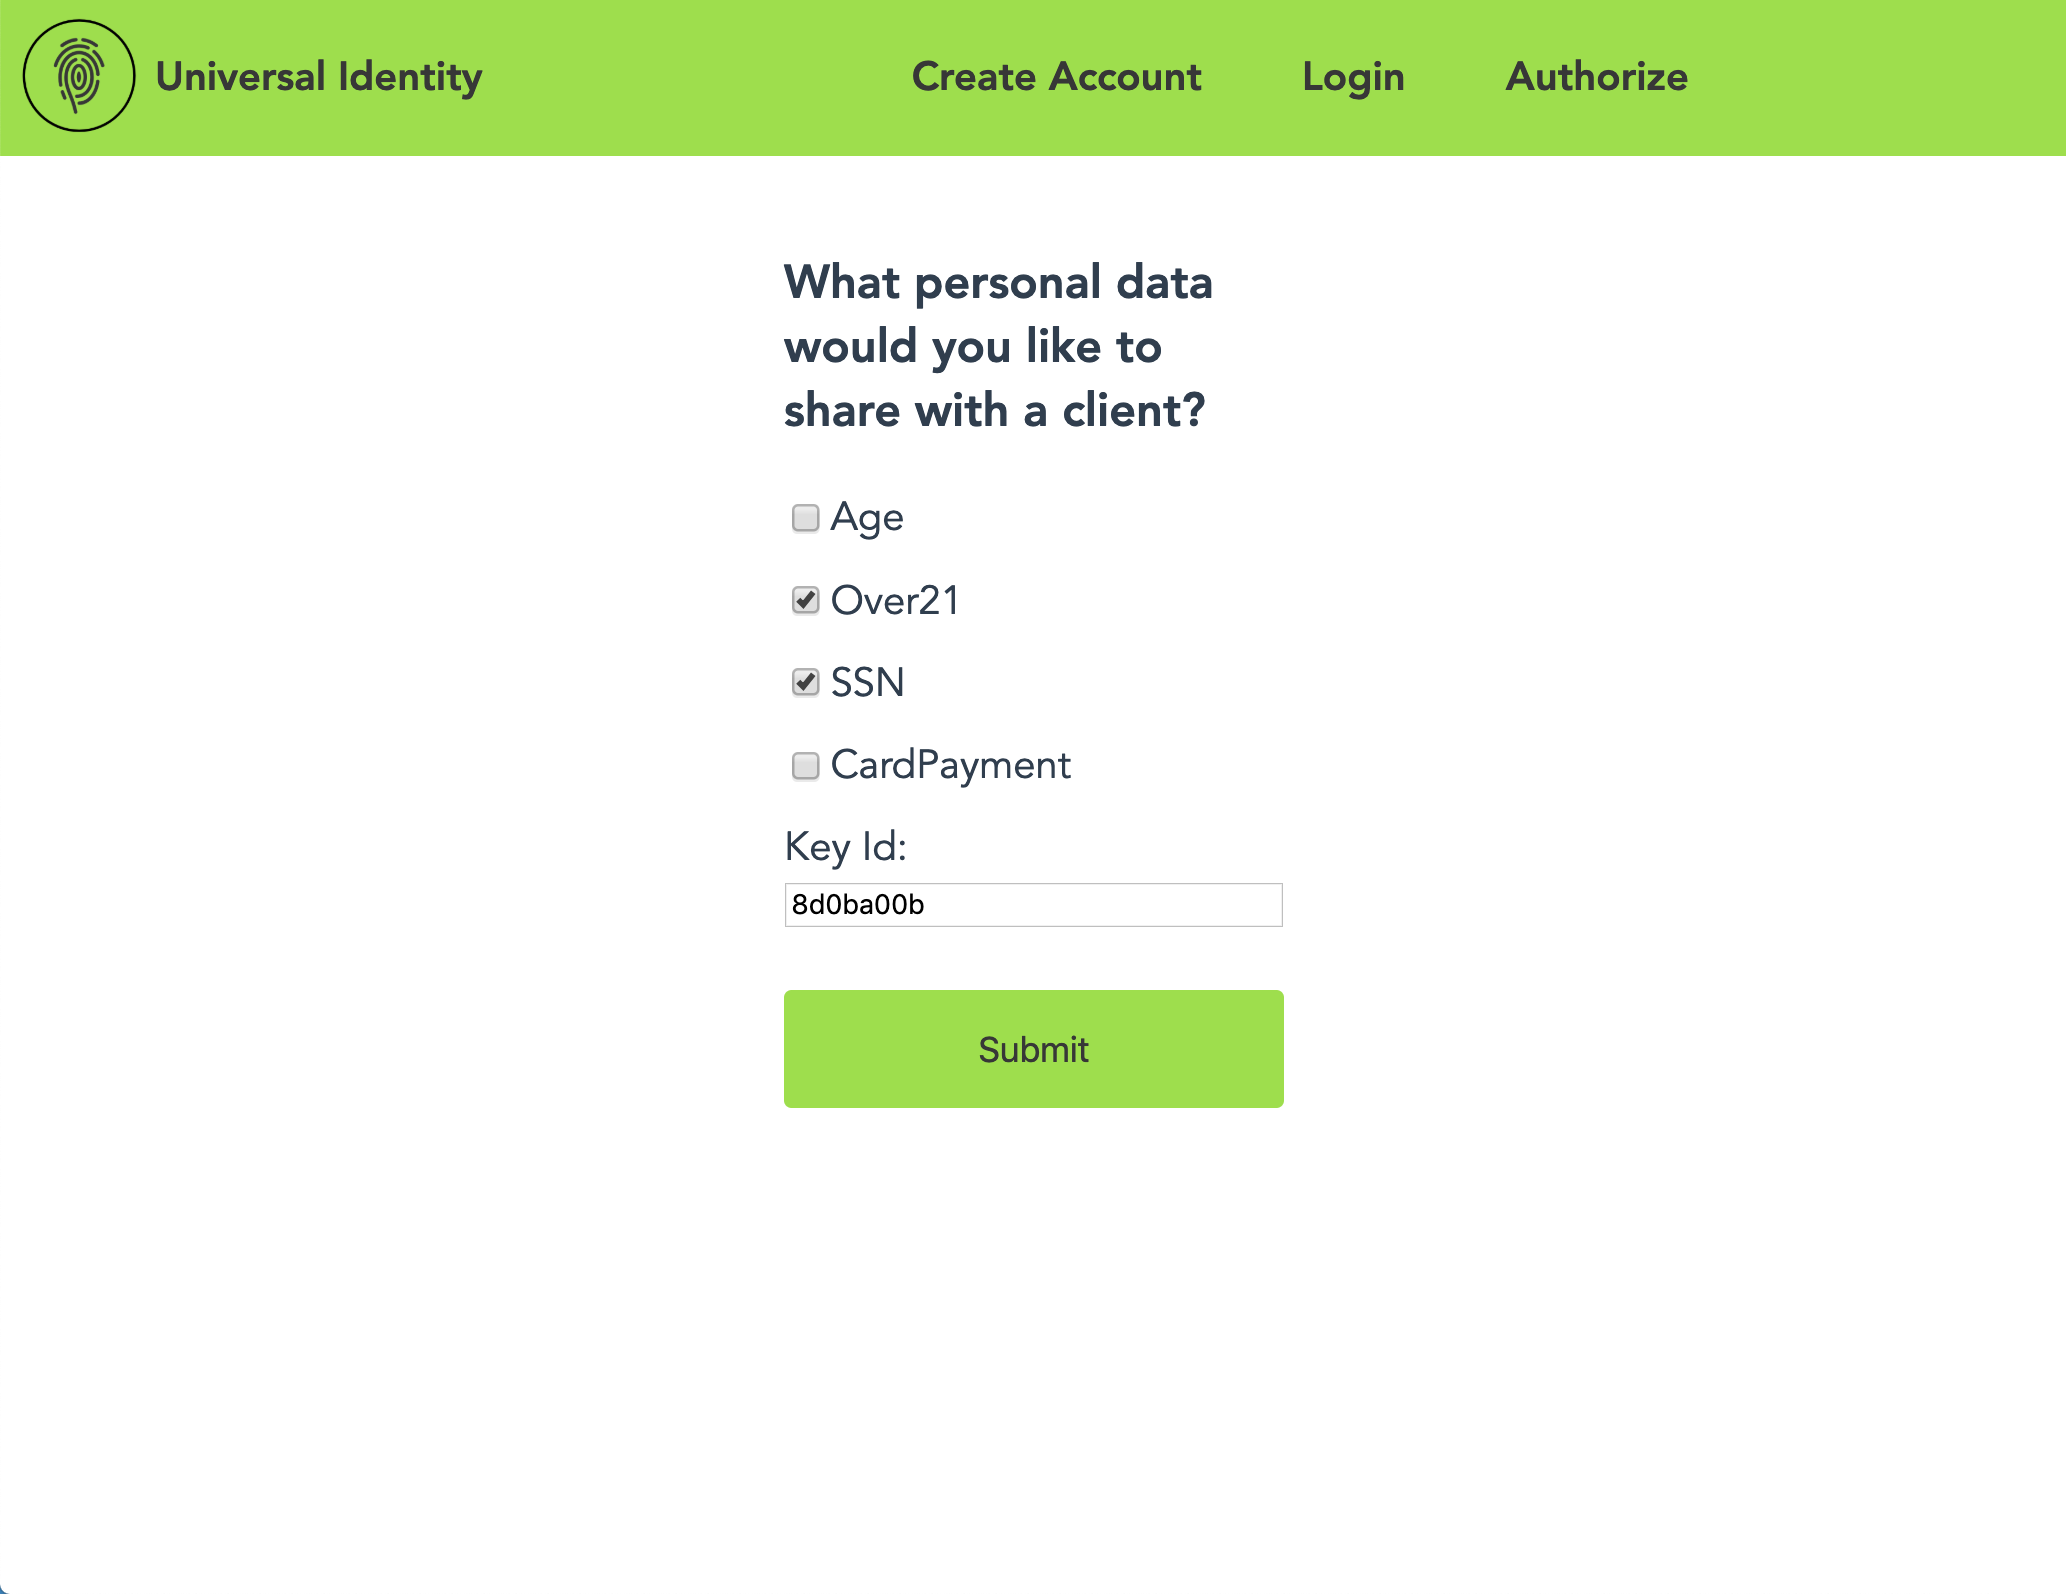 Universal Identity
Create Account
Login
Authorize
What personal data
would you like to
share with a client?
Age
Over21
SSN
CardPayment
Key Id:
8d0ba00b
Submit